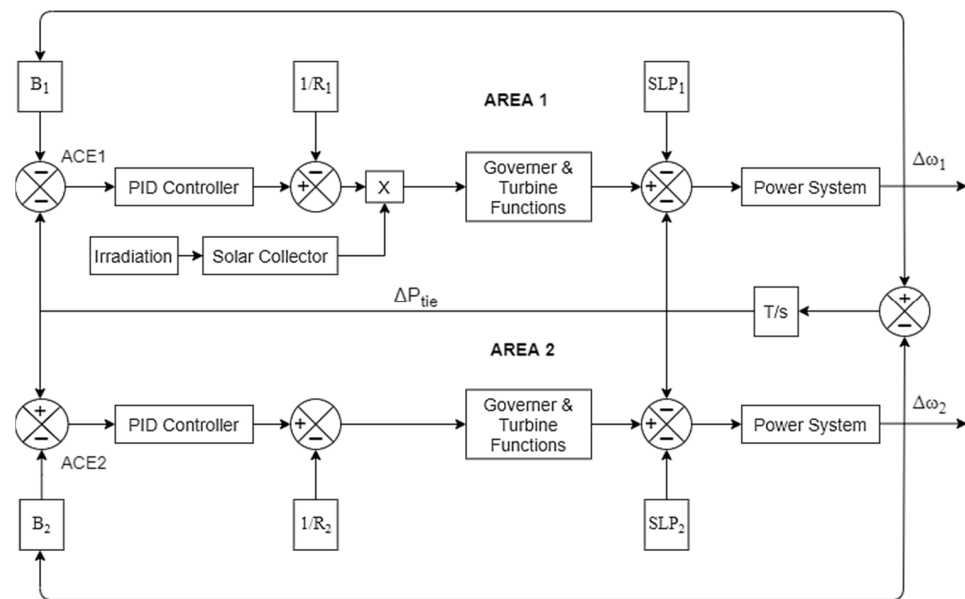 B₁
1/R₁
AREA 1
SLP₁
ACE1
PID Controller
X
Governer &
Turbine
Functions
Power System
Δω₁
Irradiation
Solar Collector
ΔP_tie
T/s
AREA 2
ACE2
PID Controller
Governer &
Turbine
Functions
Power System
Δω₂
B₂
1/R₂
SLP₂